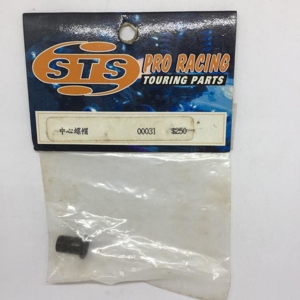 STS
PRO RACING
TOURING PARTS
中心螺帽 00031 $250